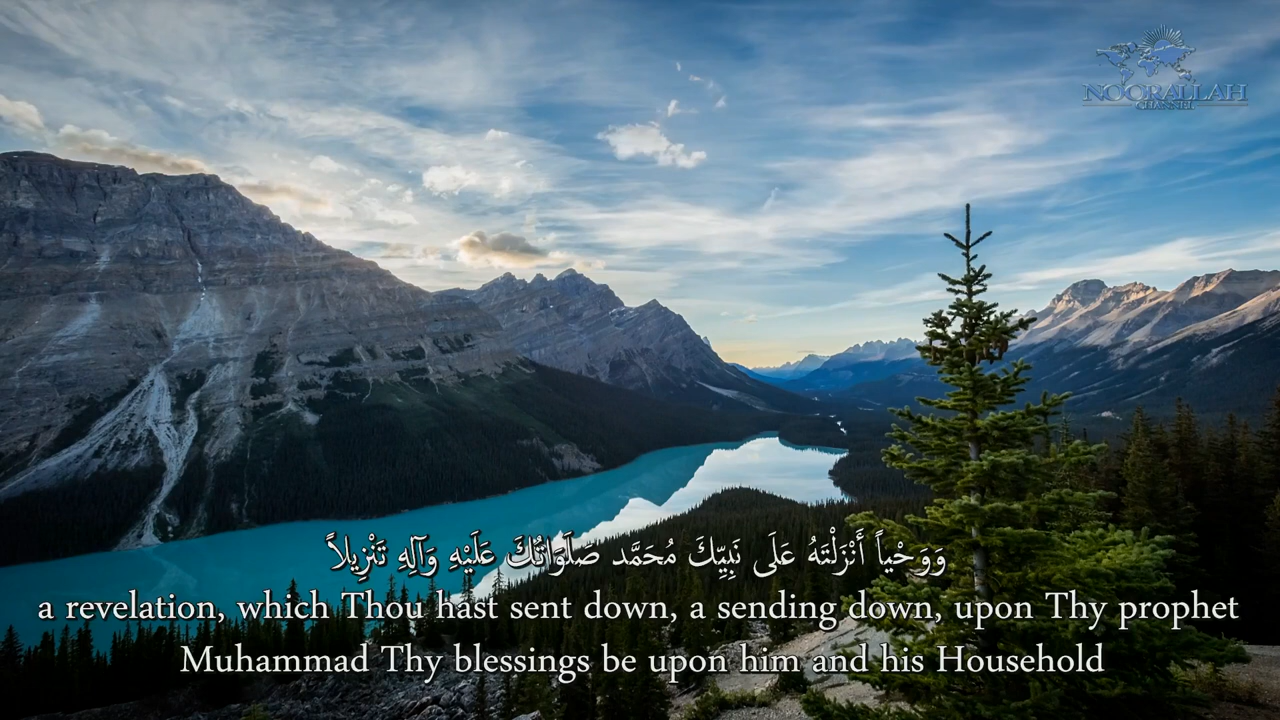 NOORALLAH
CHANNEL
وَوَحْياً أَنْزَلْتَهُ عَلَى نَبِيِّكَ مُحَمَّد صَلَوَاتُكَ عَلَيْهِ وَآلِهِ تَنْزِيلاً
a revelation, which Thou hast sent down, a sending down, upon Thy prophet
Muhammad Thy blessings be upon him and his Household